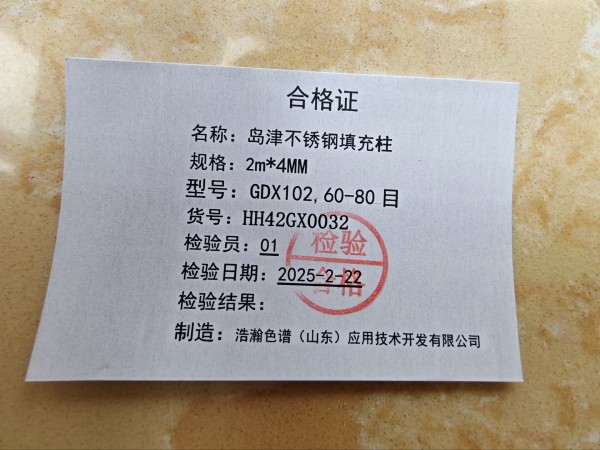 合格证
名称：岛津不锈钢填充柱
规格：2m*4MM
型号：GDX102,60-80 目
货号：HH42GX0032
检验员：01
检验日期：2025-2-22
检验结果：
制造：浩瀚色谱（山东）应用技术开发有限公司
检验
合格